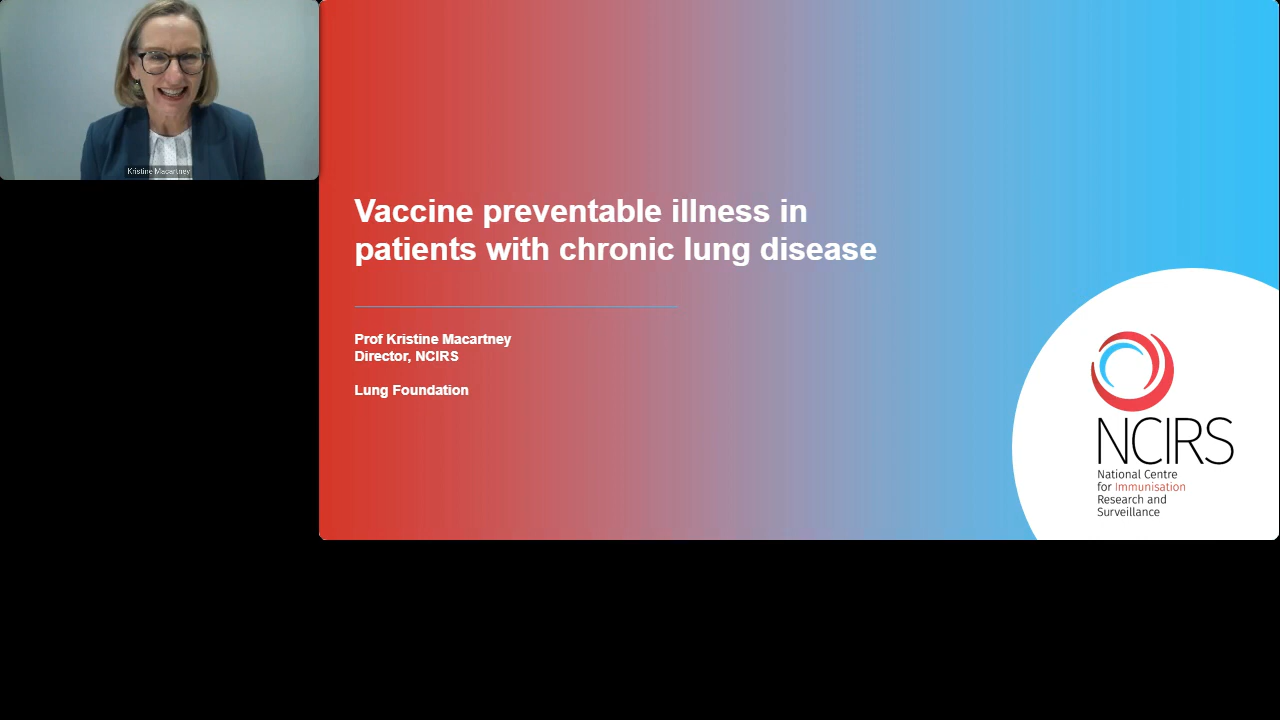 Kristine Macartney
Vaccine preventable illness in
patients with chronic lung disease
Prof Kristine Macartney
Director, NCIRS
Lung Foundation
NCIRS
National Centre
for Immunisation
Research and
Surveillance